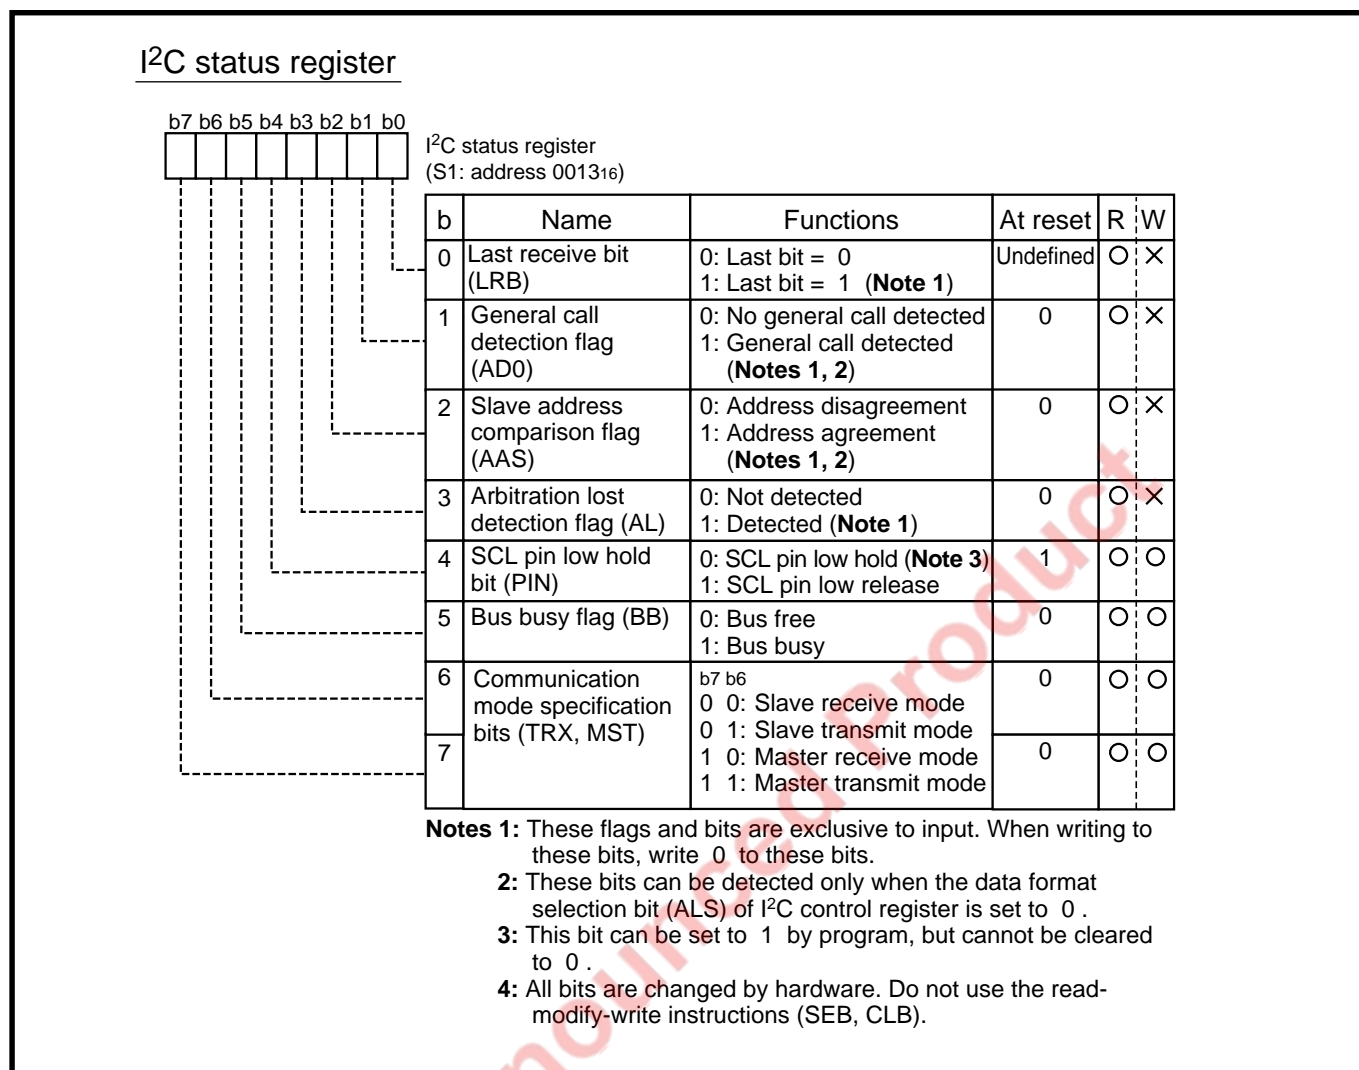 I2C status register
b7 b6 b5 b4 b3 b2 b1 b0
I2C status register
(S1: address 001316)
b Name Functions At reset R W
0 Last receive bit (LRB) 0: Last bit = 0 Undefined O ×
1: Last bit = 1 (Note 1)
1 General call detection flag (AD0) 0: No general call detected 0 O ×
1: General call detected
(Notes 1, 2)
2 Slave address comparison flag (AAS) 0: Address disagreement 0 O ×
1: Address agreement
(Notes 1, 2)
3 Arbitration lost detection flag (AL) 0: Not detected 0 O ×
1: Detected (Note 1)
4 SCL pin low hold bit (PIN) 0: SCL pin low hold (Note 3) 1 O O
1: SCL pin low release
5 Bus busy flag (BB) 0: Bus free 0 O O
1: Bus busy
6 Communication mode specification bits (TRX, MST) b7 b6 0 O O
0 0: Slave receive mode
0 1: Slave transmit mode
7 1 0: Master receive mode 0 O O
1 1: Master transmit mode
Notes 1: These flags and bits are exclusive to input. When writing to
these bits, write 0 to these bits.
2: These bits can be detected only when the data format
selection bit (ALS) of I2C control register is set to 0 .
3: This bit can be set to 1 by program, but cannot be cleared
to 0 .
4: All bits are changed by hardware. Do not use the read-
modify-write instructions (SEB, CLB).
nounced Product